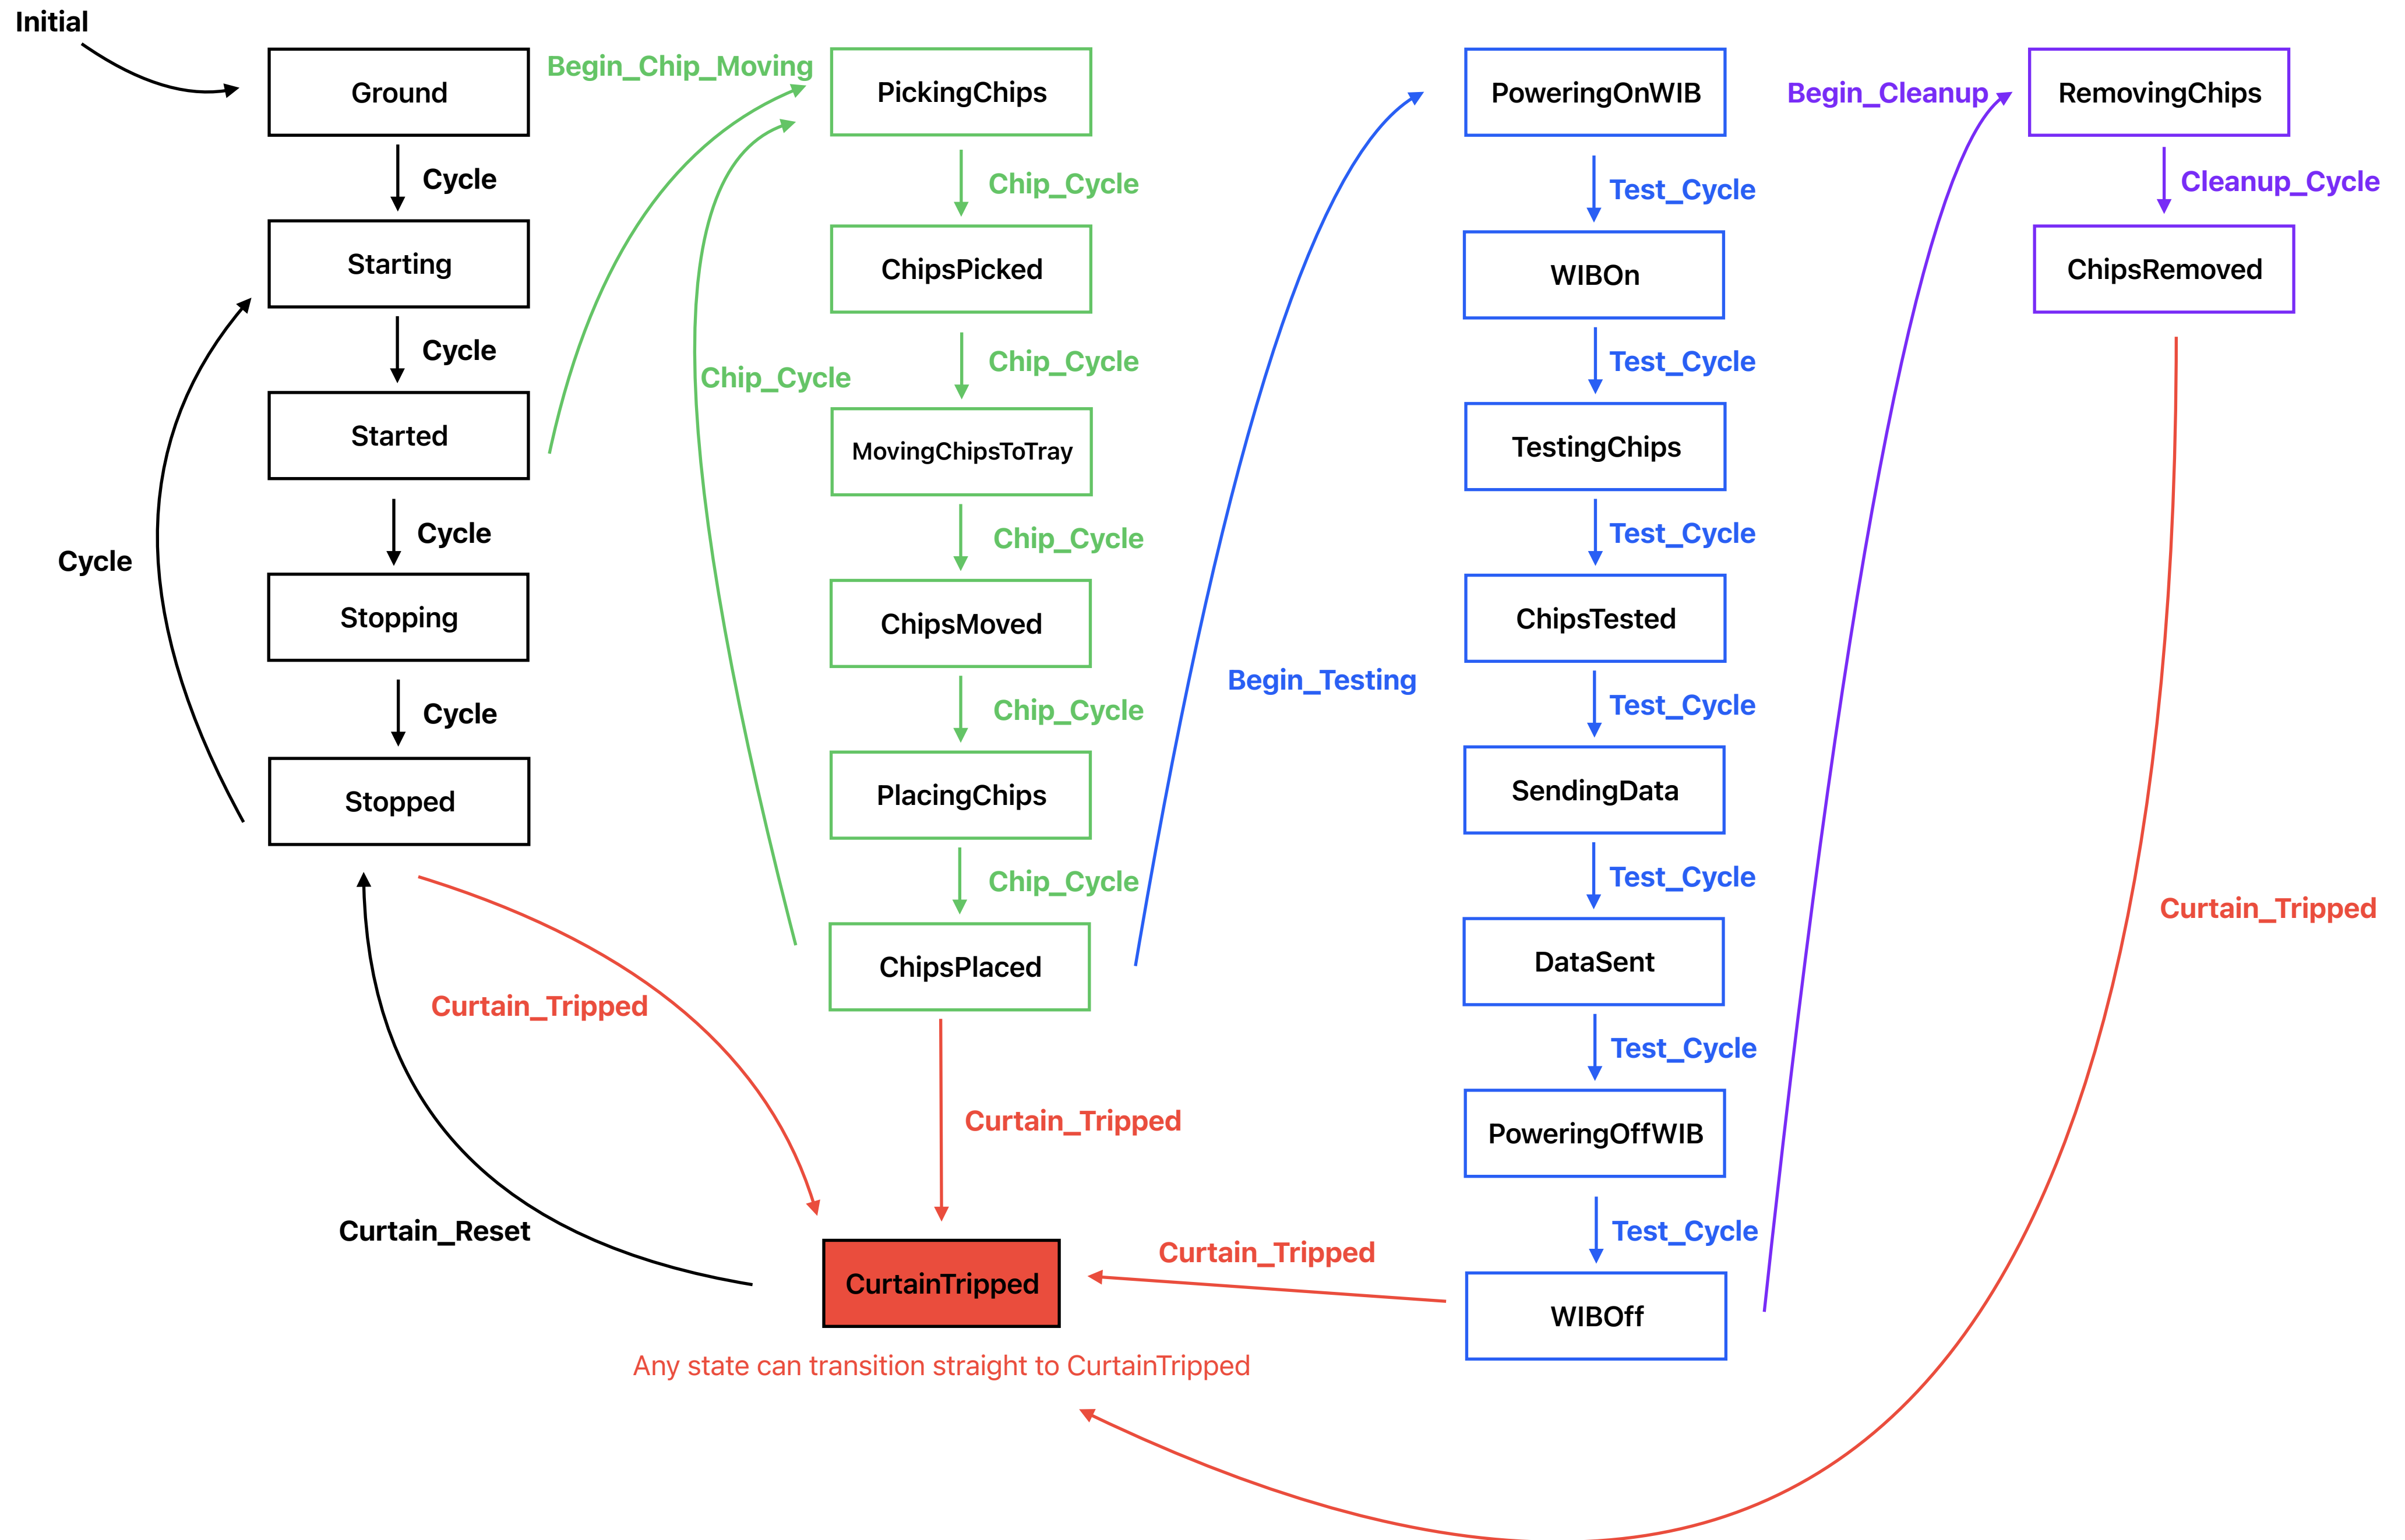 Initial
Ground
Cycle
Starting
Cycle
Started
Cycle
Stopping
Cycle
Stopped
Cycle
Begin_Chip_Moving
PickingChips
Chip_Cycle
ChipsPicked
Chip_Cycle
MovingChipsToTray
Chip_Cycle
ChipsMoved
Chip_Cycle
PlacingChips
Chip_Cycle
ChipsPlaced
Chip_Cycle
Begin_Testing
PoweringOnWIB
Test_Cycle
WIBOn
Test_Cycle
TestingChips
Test_Cycle
ChipsTested
Test_Cycle
SendingData
Test_Cycle
DataSent
Test_Cycle
PoweringOffWIB
Test_Cycle
WIBOff
Begin_Cleanup
RemovingChips
Cleanup_Cycle
ChipsRemoved
Curtain_Tripped
Curtain_Tripped
Curtain_Tripped
Curtain_Tripped
Curtain_Reset
CurtainTripped
Any state can transition straight to CurtainTripped